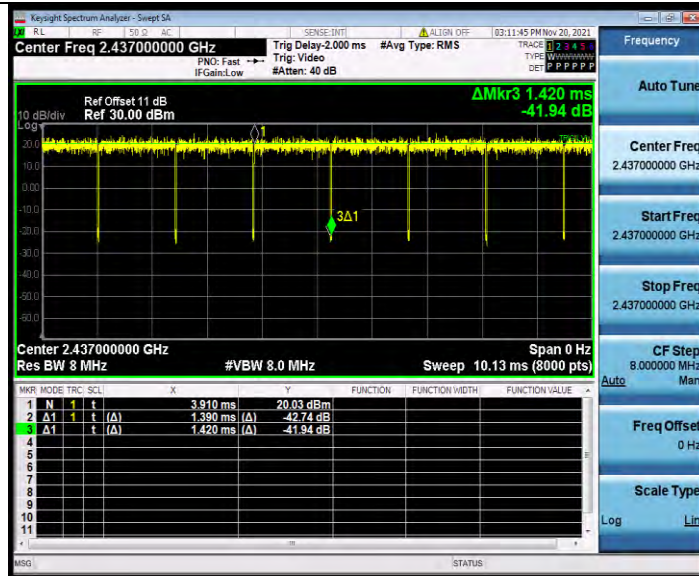 Keysight Spectrum Analyzer - Swept SA
RL RF 50 Ω AC SENSE:INT ALIGN OFF 03:11:45 PM Nov 20, 2021
Center Freq 2.437000000 GHz
PNO: Fast
IFGain:Low
Trig Delay-2.000 ms
Trig: Video
#Atten: 40 dB
#Avg Type: RMS
TRACE 1 2 3 4 5 6
TYPE WWWWWW
DET P P P P P P
Ref Offset 11 dB
10 dB/div Ref 30.00 dBm
Log
ΔMkr3 1.420 ms
-41.94 dB
20.0
10.0
0.00
-10.0
-20.0
-30.0
-40.0
-50.0
-60.0
1
3Δ1
Center 2.437000000 GHz Span 0 Hz
Res BW 8 MHz #VBW 8.0 MHz Sweep 10.13 ms (8000 pts)
MKR MODE TRC SCL X Y FUNCTION FUNCTION WIDTH FUNCTION VALUE
1 N 1 t 3.910 ms 20.03 dBm
2 Δ1 1 t (Δ) 1.390 ms (Δ) -42.74 dB
3 Δ1 t (Δ) 1.420 ms (Δ) -41.94 dB
4
5
6
7
8
9
10
11
MSG STATUS
Frequency
Auto Tune
Center Freq
2.437000000 GHz
Start Freq
2.437000000 GHz
Stop Freq
2.437000000 GHz
CF Step
8.000000 MHz
Auto Man
Freq Offset
0 Hz
Scale Type
Log Lin